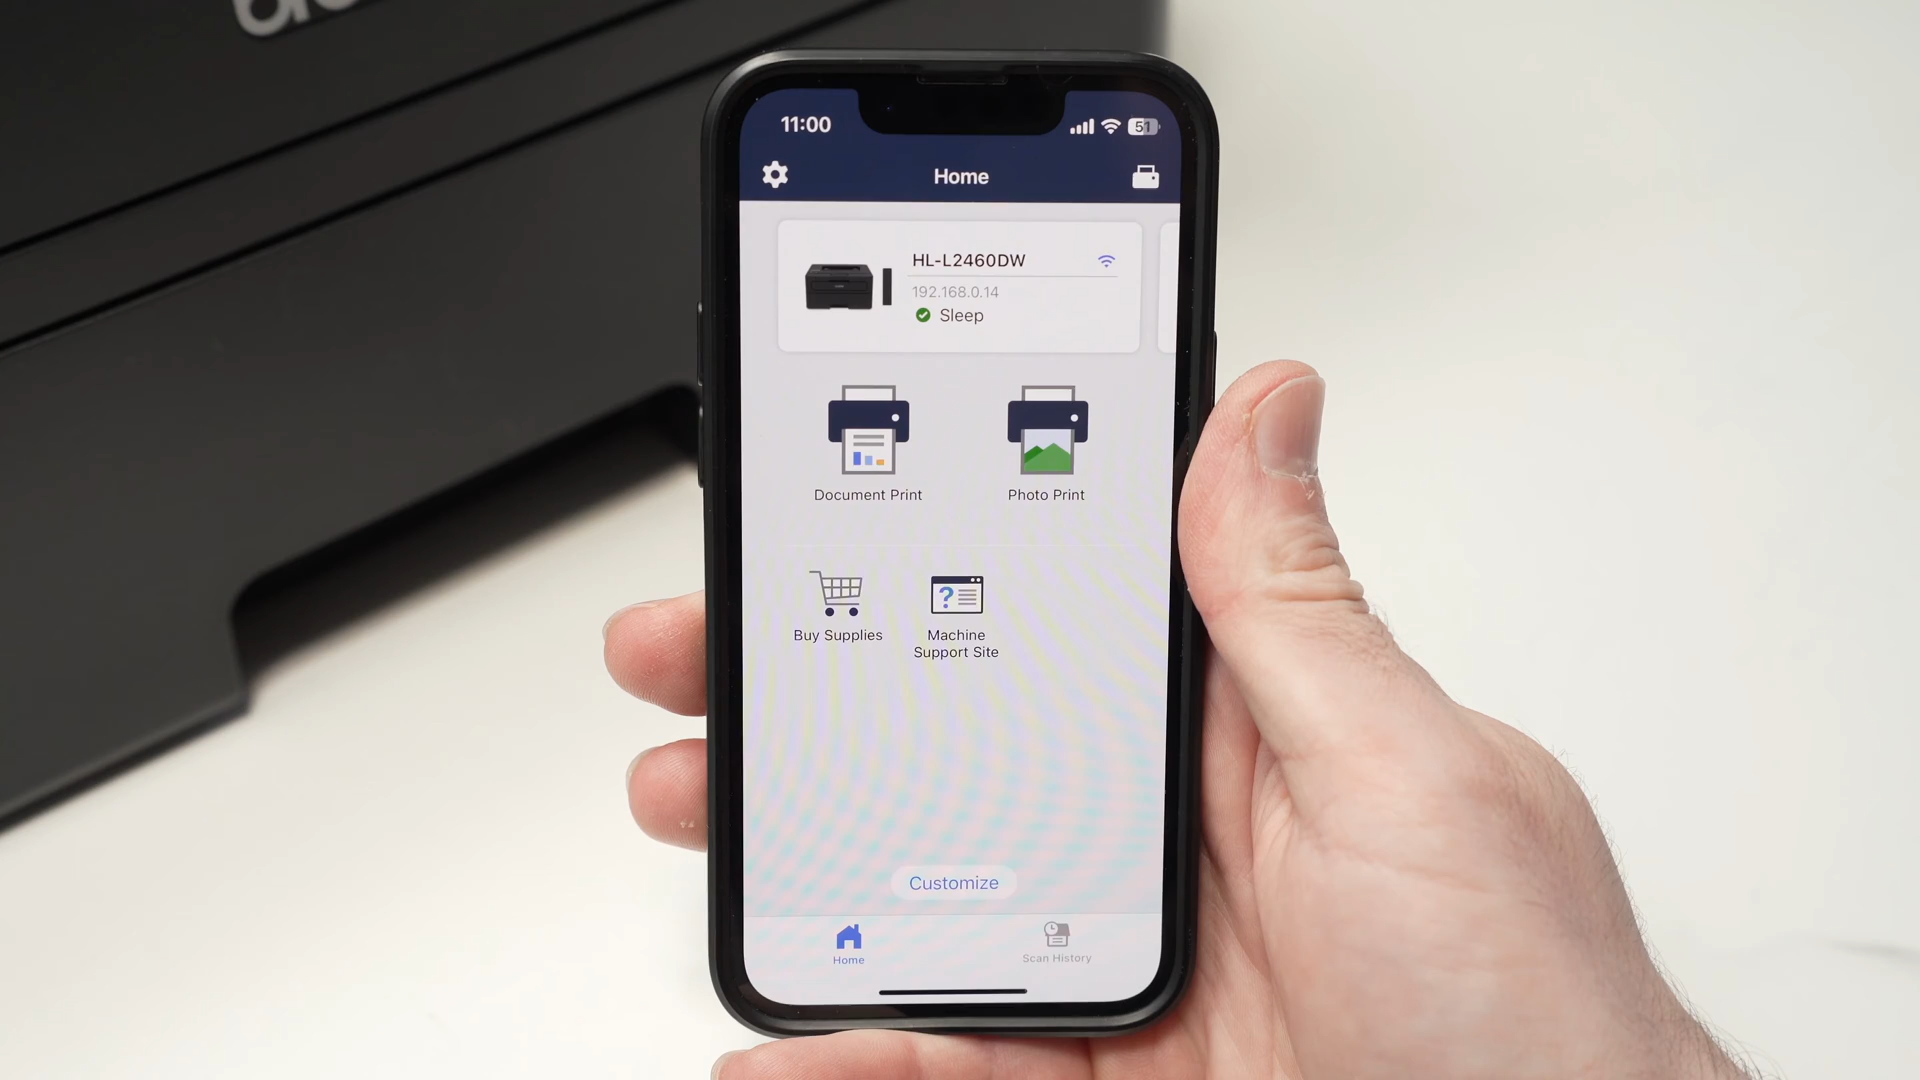 11:00
51
Home
HL-L2460DW
192.168.0.14
Sleep
Document Print
Photo Print
Buy Supplies
Machine
Support Site
Customize
Home
Scan History